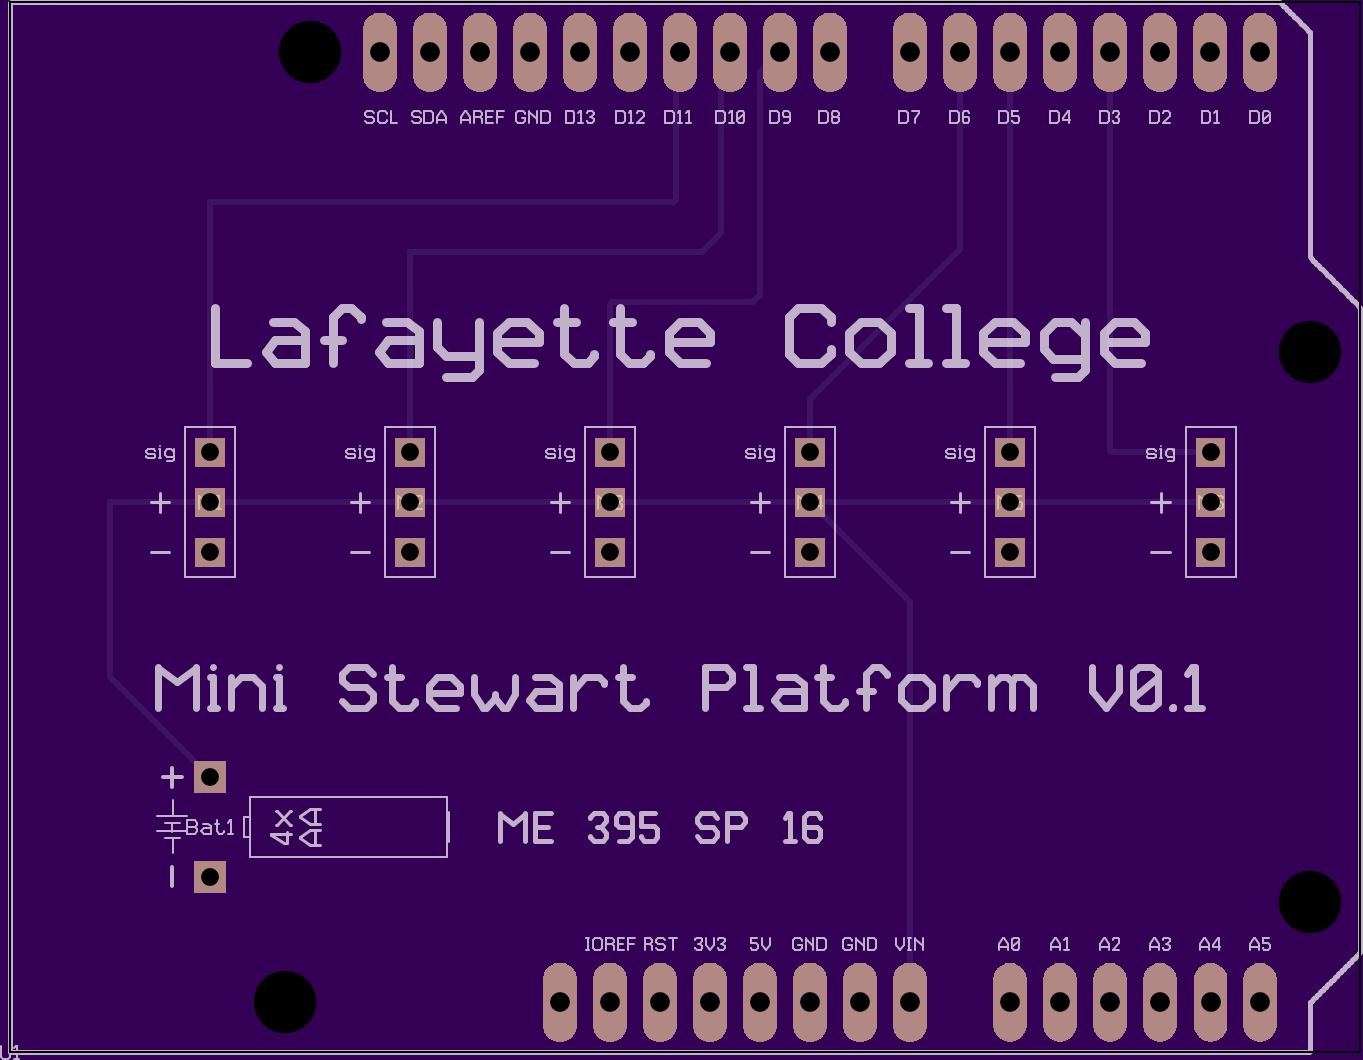 SCL SDA AREF GND D13 D12 D11 D10 D9 D8 D7 D6 D5 D4 D3 D2 D1 D0
Lafayette College
sig sig sig sig sig sig
+ + + + + +
− − − − − −
Mini Stewart Platform V0.1
+
Bat1 4X AA ME 395 SP 16
−
IOREF RST 3V3 5V GND GND VIN A0 A1 A2 A3 A4 A5